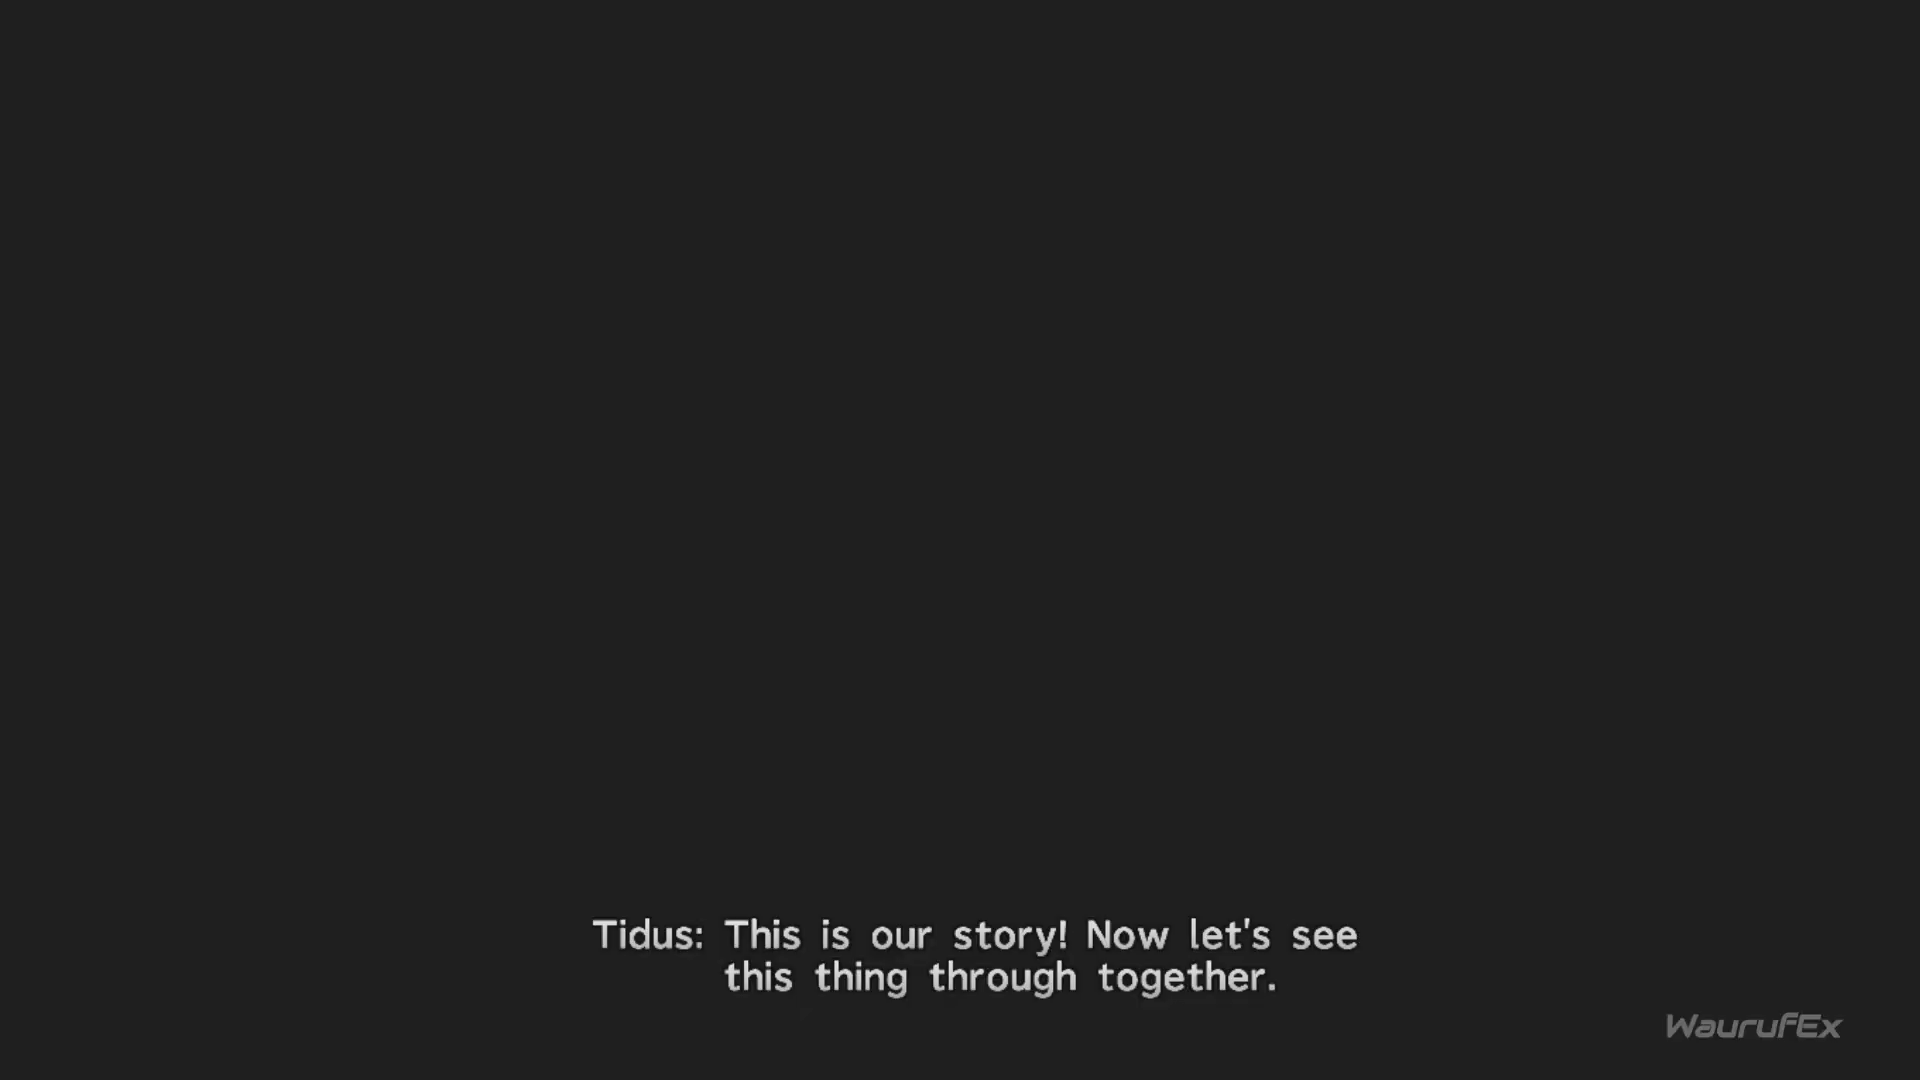 Tidus: This is our story! Now let's see
this thing through together.
WaurufEx